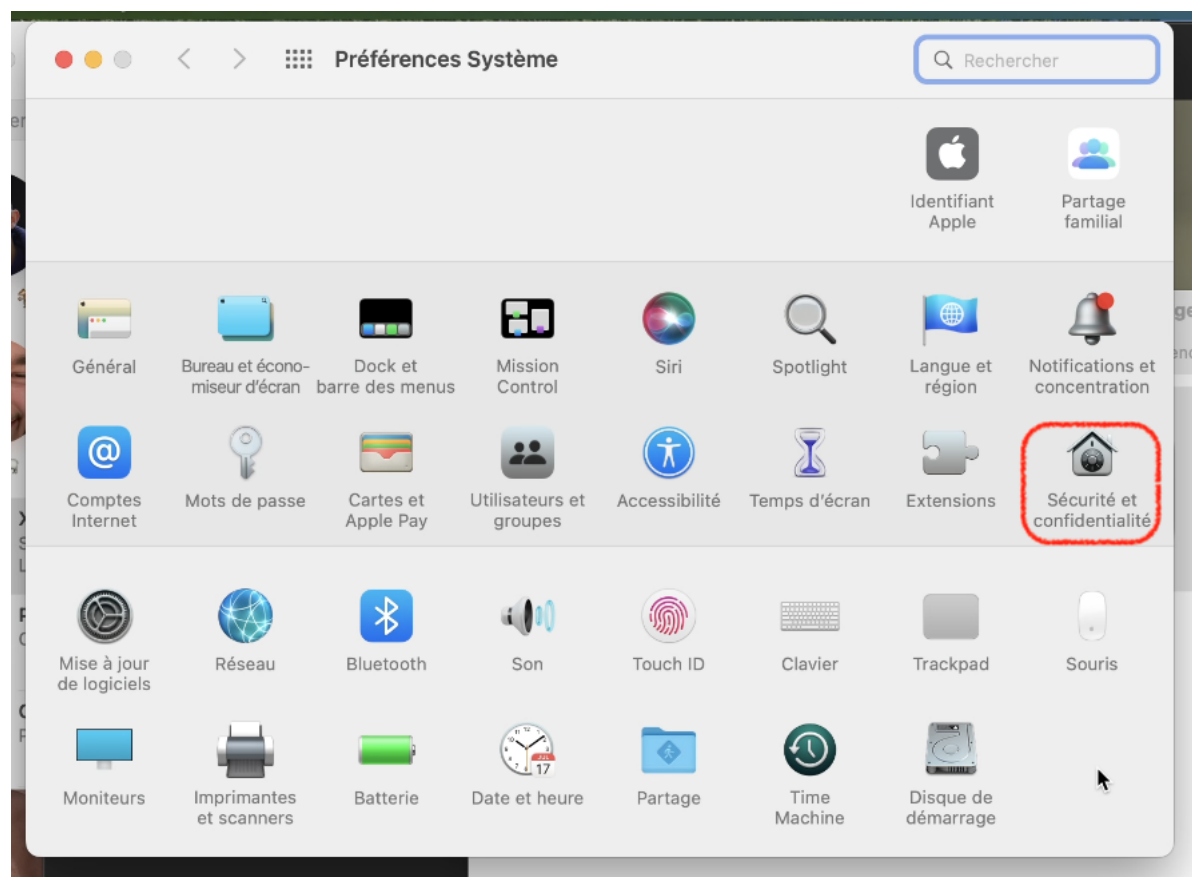 Préférences Système
Rechercher
Identifiant
Apple
Partage
familial
Général
Bureau et écono-
miseur d'écran
Dock et
barre des menus
Mission
Control
Siri
Spotlight
Langue et
région
Notifications et
concentration
Comptes
Internet
Mots de passe
Cartes et
Apple Pay
Utilisateurs et
groupes
Accessibilité
Temps d'écran
Extensions
Sécurité et
confidentialité
Mise à jour
de logiciels
Réseau
Bluetooth
Son
Touch ID
Clavier
Trackpad
Souris
Moniteurs
Imprimantes
et scanners
Batterie
JUL
17
Date et heure
Partage
Time
Machine
Disque de
démarrage